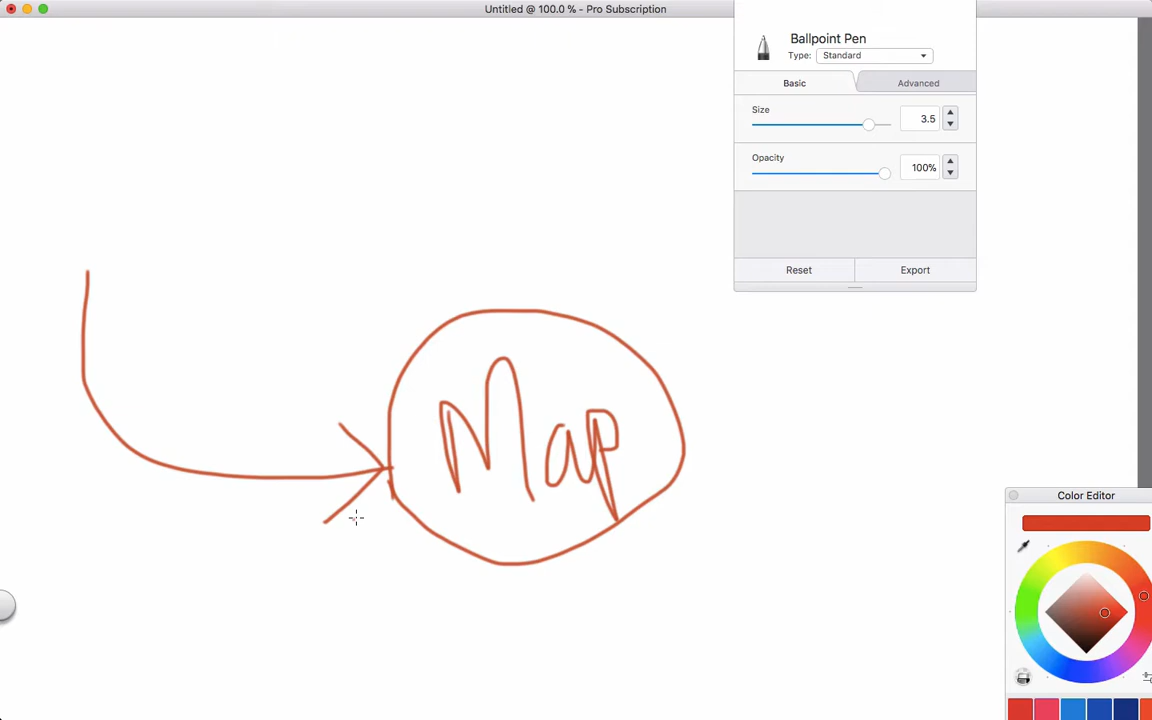 Untitled @ 100.0 % - Pro Subscription
Ballpoint Pen
Type: Standard
Basic Advanced
Size 3.5
Opacity 100%
Reset Export
Map
Color Editor